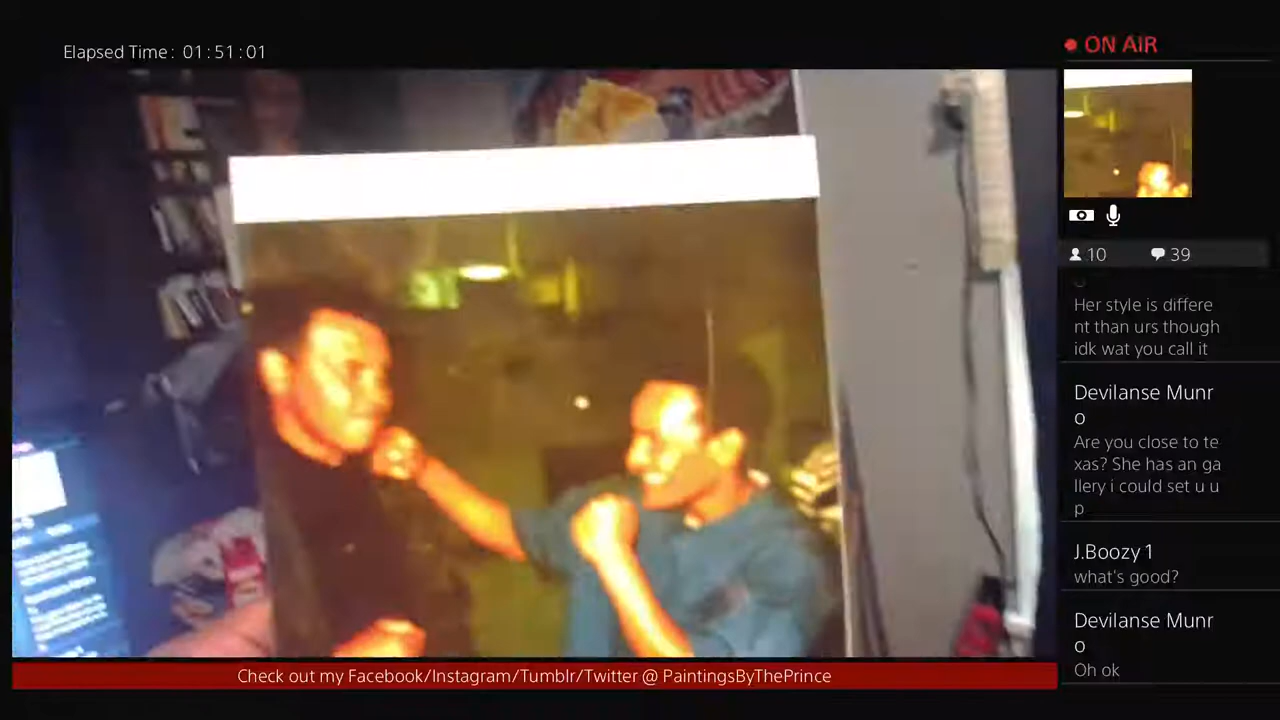 Elapsed Time: 01:51:01
ON AIR
10 39
Her style is differe
nt than urs though
idk wat you call it
Devilanse Munr
o
Are you close to te
xas? She has an ga
llery i could set u u
p
J.Boozy1
what's good?
Devilanse Munr
o
Oh ok
Check out my Facebook/Instagram/Tumblr/Twitter @ PaintingsByThePrince